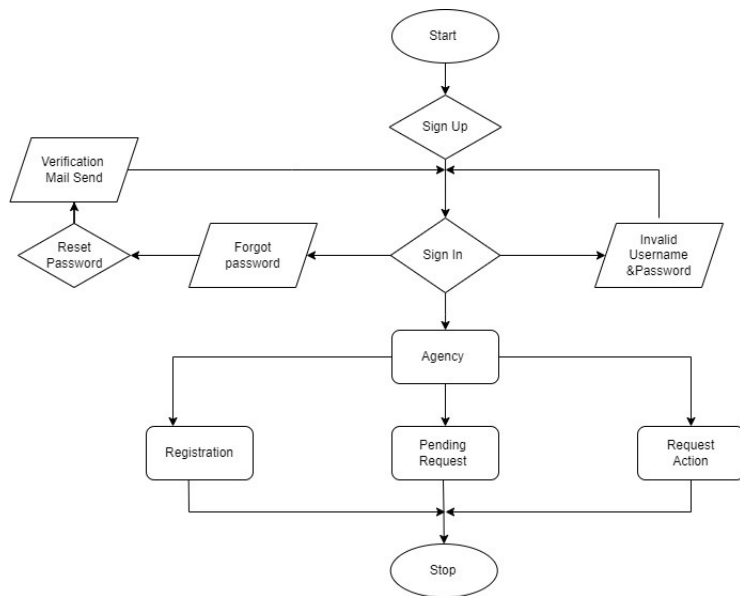 Start
Sign Up
Verification
Mail Send
Reset
Password
Forgot
password
Sign In
Invalid
Username
&Password
Agency
Registration
Pending
Request
Request
Action
Stop